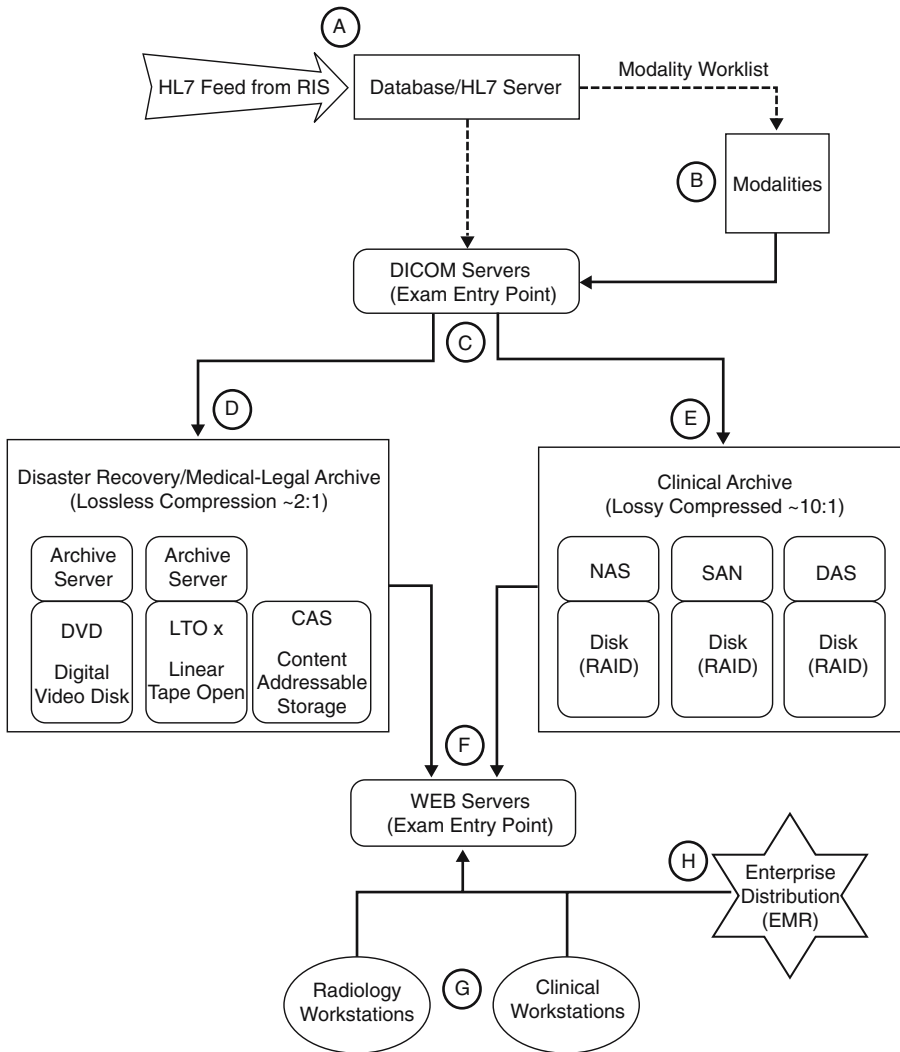 A
HL7 Feed from RIS
Database/HL7 Server
Modality Worklist
B
Modalities
DICOM Servers
(Exam Entry Point)
C
D
E
Disaster Recovery/Medical-Legal Archive
(Lossless Compression ~2:1)
Archive
Server
Archive
Server
DVD
Digital
Video Disk
LTO x
Linear
Tape Open
CAS
Content
Addressable
Storage
Clinical Archive
(Lossy Compressed ~10:1)
NAS
SAN
DAS
Disk
(RAID)
Disk
(RAID)
Disk
(RAID)
F
WEB Servers
(Exam Entry Point)
H
Enterprise
Distribution
(EMR)
Radiology
Workstations
G
Clinical
Workstations